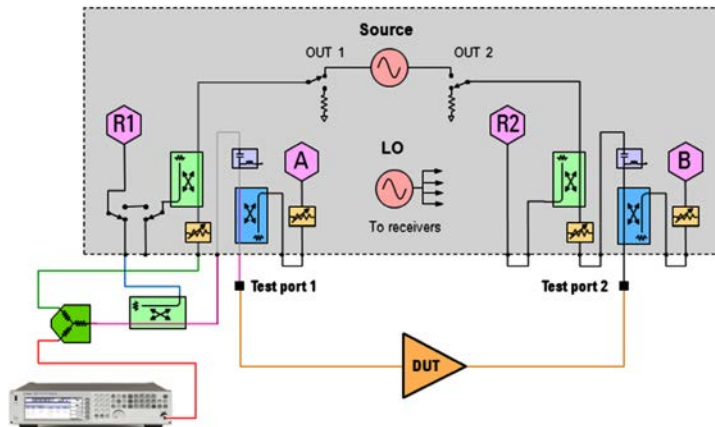 Source
OUT 1
OUT 2
R1
A
LO
R2
B
To receivers
Test port 1
Test port 2
DUT